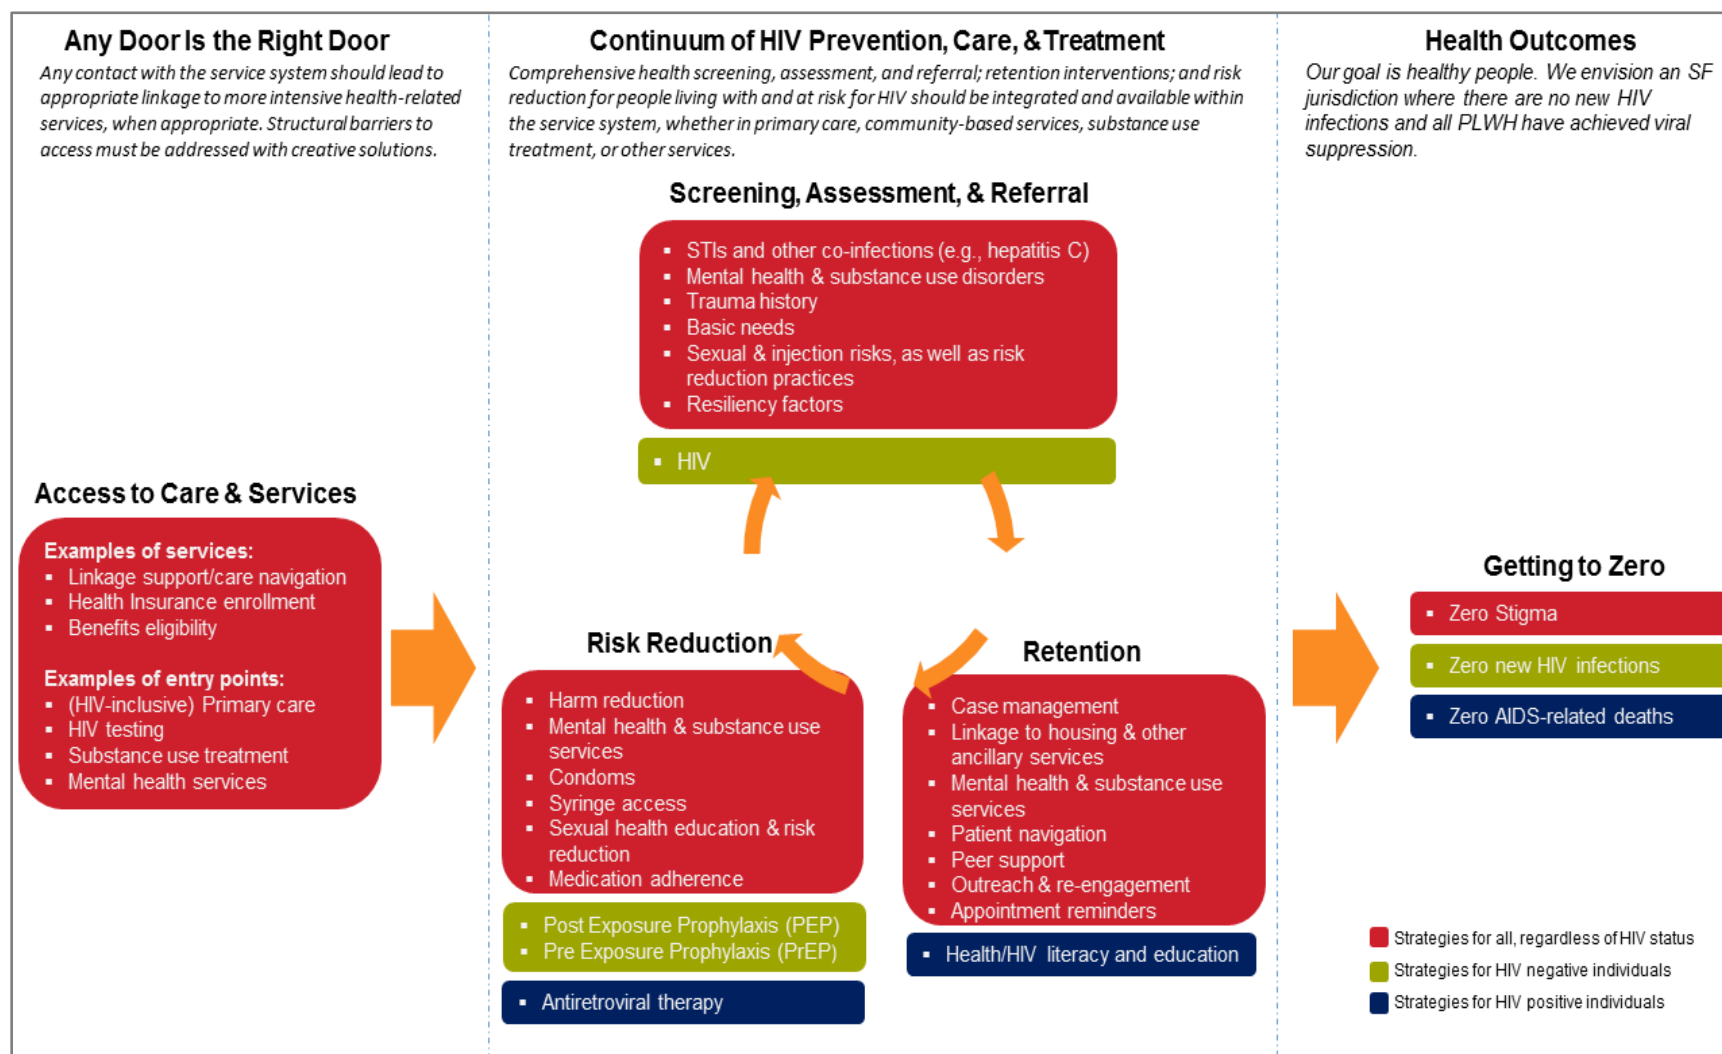 Any Door Is the Right Door
Any contact with the service system should lead to
appropriate linkage to more intensive health-related
services, when appropriate. Structural barriers to
access must be addressed with creative solutions.
Access to Care & Services
Examples of services:
▪ Linkage support/care navigation
▪ Health Insurance enrollment
▪ Benefits eligibility
Examples of entry points:
▪ (HIV-inclusive) Primary care
▪ HIV testing
▪ Substance use treatment
▪ Mental health services
Continuum of HIV Prevention, Care, & Treatment
Comprehensive health screening, assessment, and referral; retention interventions; and risk
reduction for people living with and at risk for HIV should be integrated and available within
the service system, whether in primary care, community-based services, substance use
treatment, or other services.
Screening, Assessment, & Referral
▪ STIs and other co-infections (e.g., hepatitis C)
▪ Mental health & substance use disorders
▪ Trauma history
▪ Basic needs
▪ Sexual & injection risks, as well as risk
reduction practices
▪ Resiliency factors
▪ HIV
Risk Reduction
▪ Harm reduction
▪ Mental health & substance use
services
▪ Condoms
▪ Syringe access
▪ Sexual health education & risk
reduction
▪ Medication adherence
▪ Post Exposure Prophylaxis (PEP)
▪ Pre Exposure Prophylaxis (PrEP)
▪ Antiretroviral therapy
Retention
▪ Case management
▪ Linkage to housing & other
ancillary services
▪ Mental health & substance use
services
▪ Patient navigation
▪ Peer support
▪ Outreach & re-engagement
▪ Appointment reminders
▪ Health/HIV literacy and education
Health Outcomes
Our goal is healthy people. We envision an SF
jurisdiction where there are no new HIV
infections and all PLWH have achieved viral
suppression.
Getting to Zero
▪ Zero Stigma
▪ Zero new HIV infections
▪ Zero AIDS-related deaths
Strategies for all, regardless of HIV status
Strategies for HIV negative individuals
Strategies for HIV positive individuals